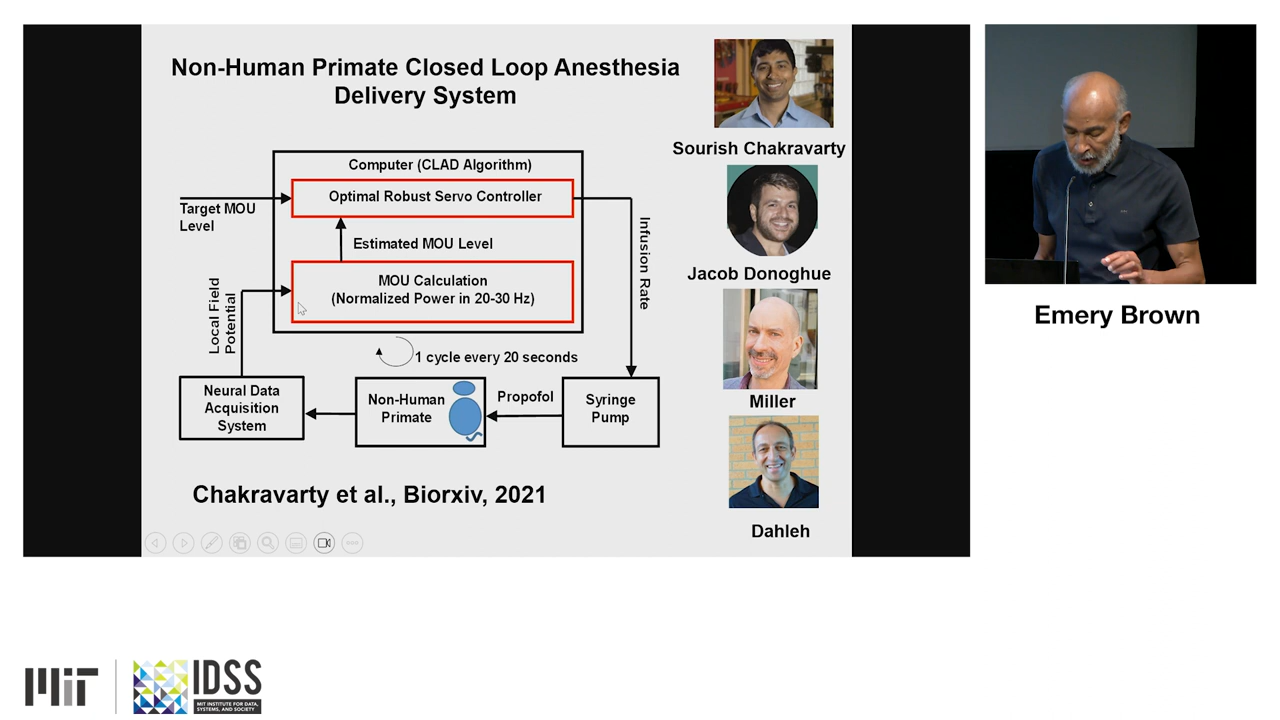 Non-Human Primate Closed Loop Anesthesia
Delivery System
Computer (CLAD Algorithm)
Optimal Robust Servo Controller
Target MOU
Level
Estimated MOU Level
MOU Calculation
(Normalized Power in 20-30 Hz)
Local Field
Potential
Infusion Rate
1 cycle every 20 seconds
Neural Data
Acquisition
System
Non-Human
Primate
Propofol
Syringe
Pump
Chakravarty et al., Biorxiv, 2021
Sourish Chakravarty
Jacob Donoghue
Miller
Dahleh
Emery Brown
MIT
IDSS
MIT INSTITUTE FOR DATA,
SYSTEMS, AND SOCIETY